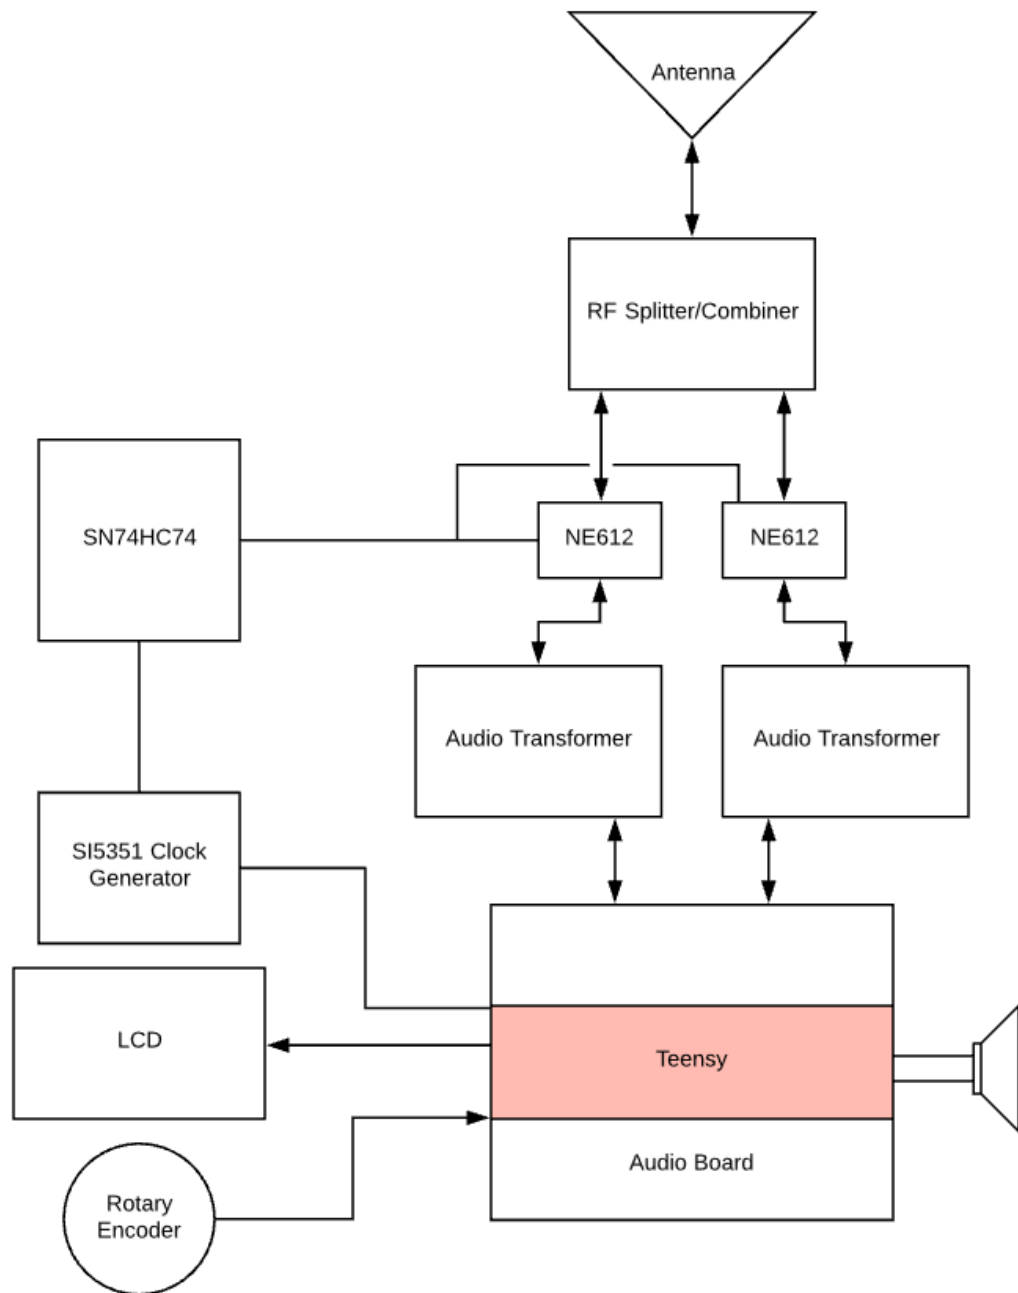 Antenna
RF Splitter/Combiner
SN74HC74
NE612
NE612
Audio Transformer
Audio Transformer
SI5351 Clock
Generator
LCD
Teensy
Audio Board
Rotary
Encoder